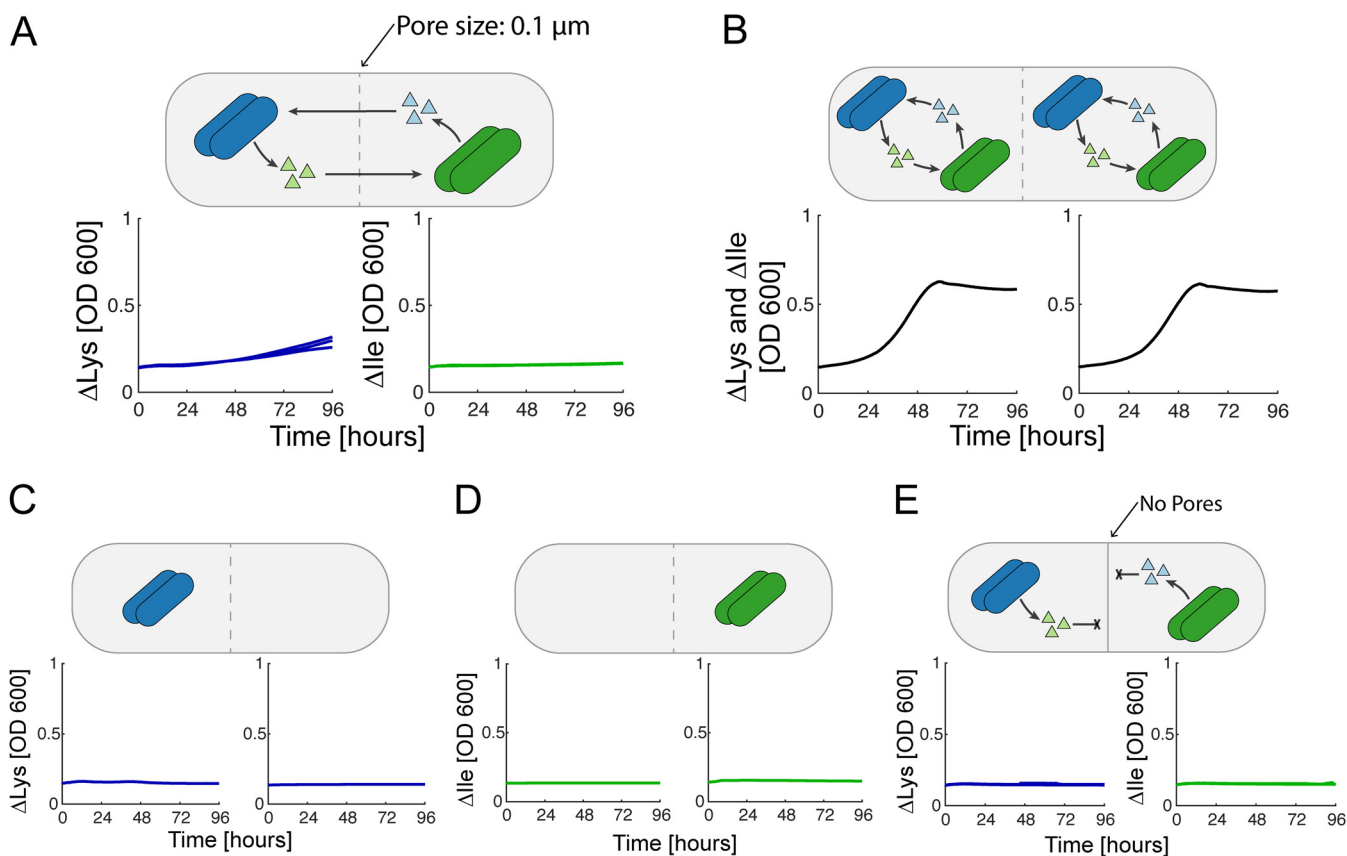 A
Pore size: 0.1 µm
B
1
0.5
0
ΔLys [OD 600]
0 24 48 72 96
1
0.5
0
ΔIle [OD 600]
0 24 48 72 96
Time [hours]
1
0.5
0
ΔLys and ΔIle
[OD 600]
0 24 48 72 96
1
0.5
0
0 24 48 72 96
Time [hours]
C
D
E
No Pores
1
0.5
0
ΔLys [OD 600]
0 24 48 72 96
1
0.5
0
0 24 48 72 96
Time [hours]
1
0.5
0
ΔIle [OD 600]
0 24 48 72 96
1
0.5
0
0 24 48 72 96
Time [hours]
1
0.5
0
ΔLys [OD 600]
0 24 48 72 96
1
0.5
0
ΔIle [OD 600]
0 24 48 72 96
Time [hours]